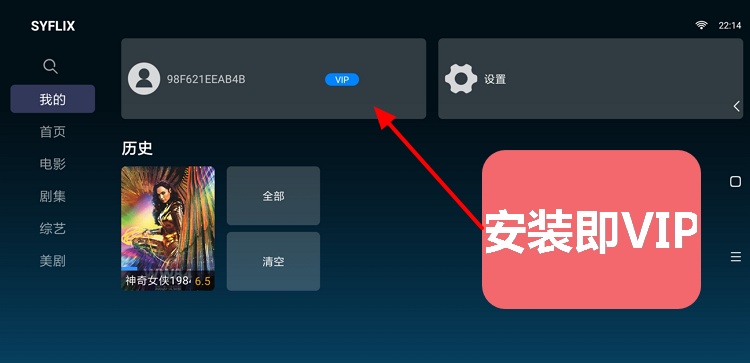 SYFLIX
22:14
98F621EEAB4B
VIP
设置
我的
首页
电影
剧集
综艺
美剧
历史
神奇女侠198
6.5
全部
清空
安装即VIP